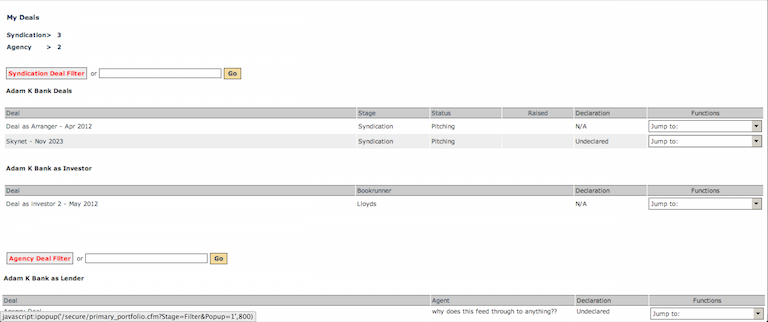 My Deals
Syndication> 3
Agency > 2
Syndication Deal Filter or Go
Adam K Bank Deals
Deal Stage Status Raised Declaration Functions
Deal as Arranger - Apr 2012 Syndication Pitching N/A Jump to:
Skynet - Nov 2023 Syndication Pitching Undeclared Jump to:
Adam K Bank as Investor
Deal Bookrunner Declaration Functions
Deal as investor 2 - May 2012 Lloyds N/A Jump to:
Agency Deal Filter or Go
Adam K Bank as Lender
Deal Agent Declaration Functions
why does this feed through to anything?? Undeclared Jump to:
javascript:ipopup('/secure/primary_portfolio.cfm?Stage=Filter&Popup=1',800)